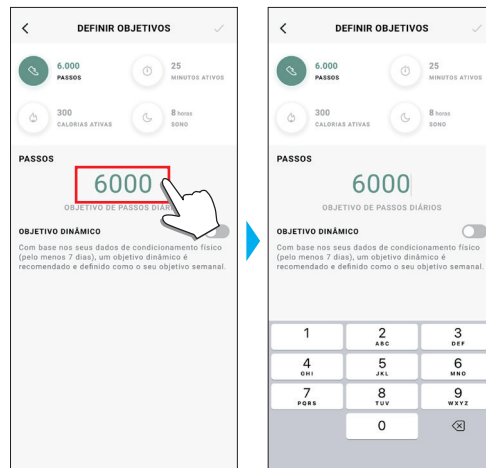 DEFINIR OBJETIVOS
6.000
PASSOS
25
MINUTOS ATIVOS
300
CALORIAS ATIVAS
8 horas
SONO
PASSOS
6000
OBJETIVO DE PASSOS
OBJETIVO DINÂMICO
Com base nos seus dados de condicionamento físico
(pelo menos 7 dias), um objetivo dinâmico é
recomendado e definido como o seu objetivo semanal.
DEFINIR OBJETIVOS
6.000
PASSOS
25
MINUTOS ATIVOS
300
CALORIAS ATIVAS
8 horas
SONO
PASSOS
6000
OBJETIVO DE PASSOS DIÁRIOS
OBJETIVO DINÂMICO
Com base nos seus dados de condicionamento físico
(pelo menos 7 dias), um objetivo dinâmico é
recomendado e definido como o seu objetivo semanal.
1 2 3
ABC DEF
4 5 6
GHI JKL MNO
7 8 9
PQRS TUV WXYZ
0